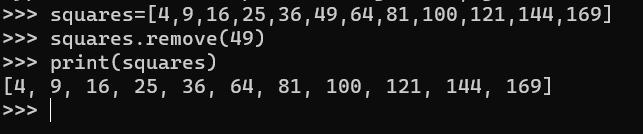 >>> squares=[4,9,16,25,36,49,64,81,100,121,144,169]
>>> squares.remove(49)
>>> print(squares)
[4, 9, 16, 25, 36, 64, 81, 100, 121, 144, 169]
>>>